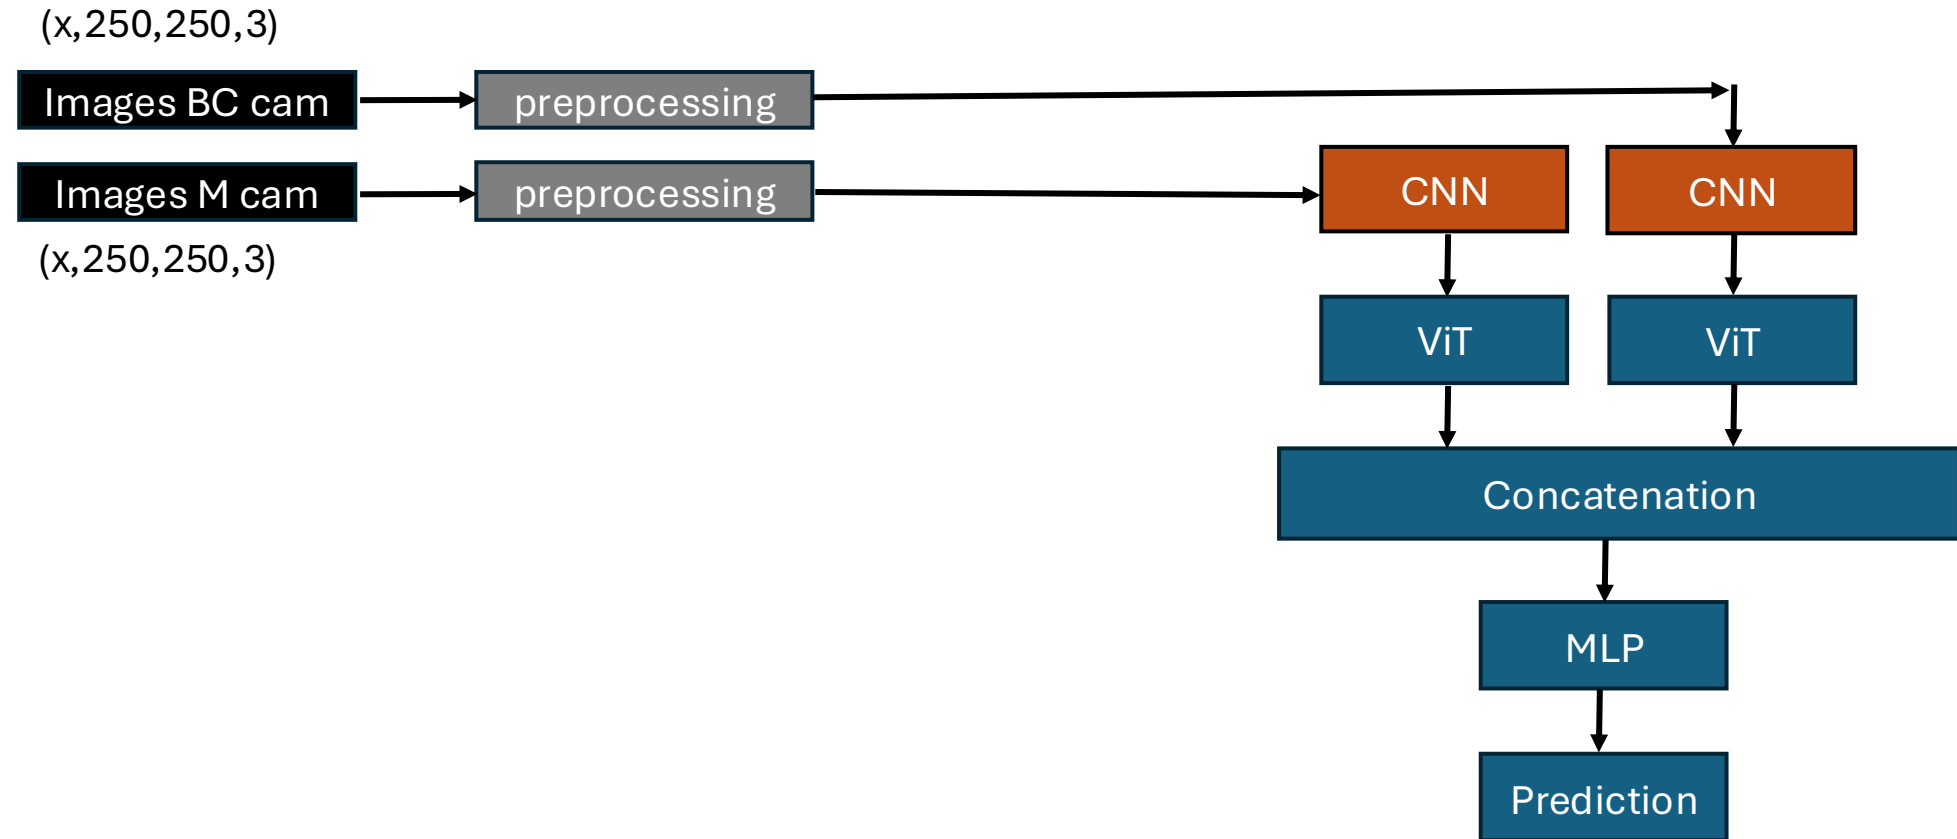 (x,250,250,3)
Images BC cam
preprocessing
Images M cam
preprocessing
(x,250,250,3)
CNN
CNN
ViT
ViT
Concatenation
MLP
Prediction